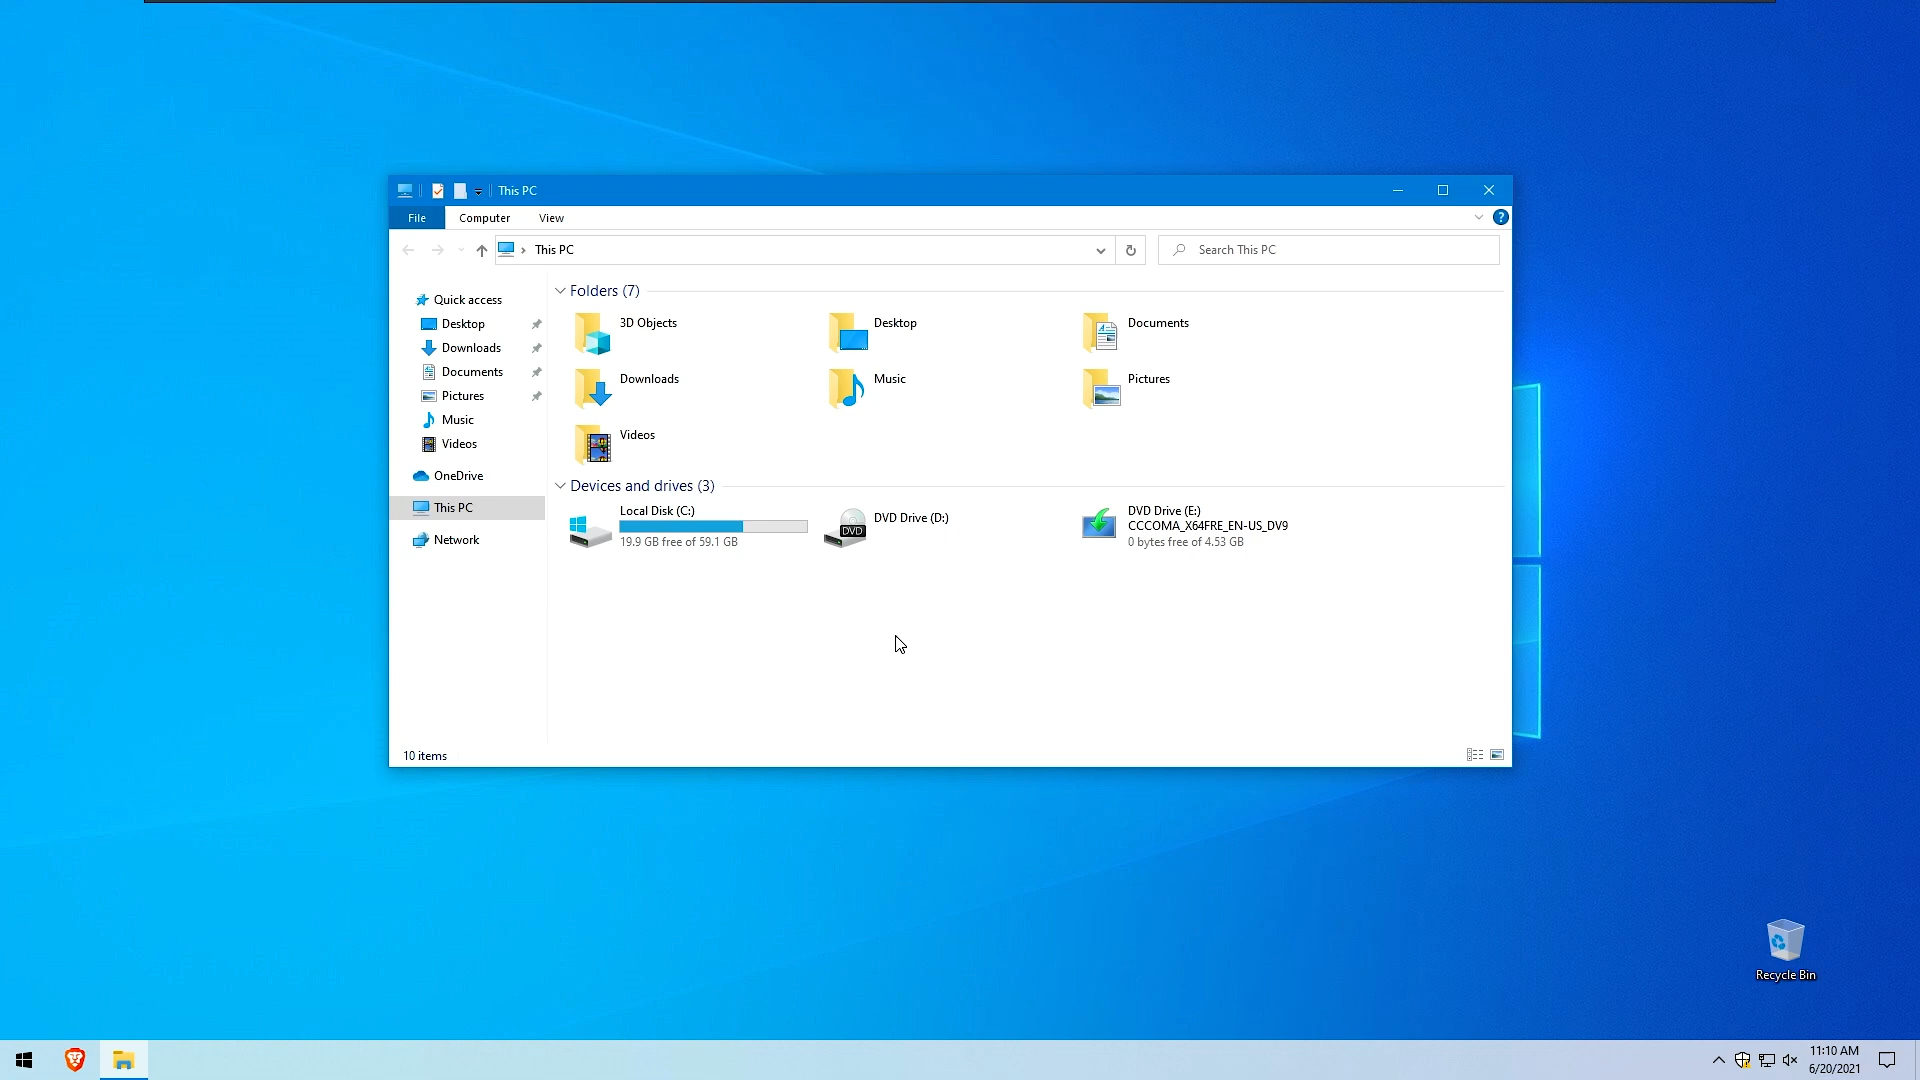 This PC
File
Computer
View
This PC
Search This PC
Quick access
Desktop
Downloads
Documents
Pictures
Music
Videos
OneDrive
This PC
Network
Folders (7)
3D Objects
Desktop
Documents
Downloads
Music
Pictures
Videos
Devices and drives (3)
Local Disk (C:)
19.9 GB free of 59.1 GB
DVD
DVD Drive (D:)
DVD Drive (E:)
CCCOMA_X64FRE_EN-US_DV9
0 bytes free of 4.53 GB
10 items
Recycle Bin
11:10 AM
6/20/2021